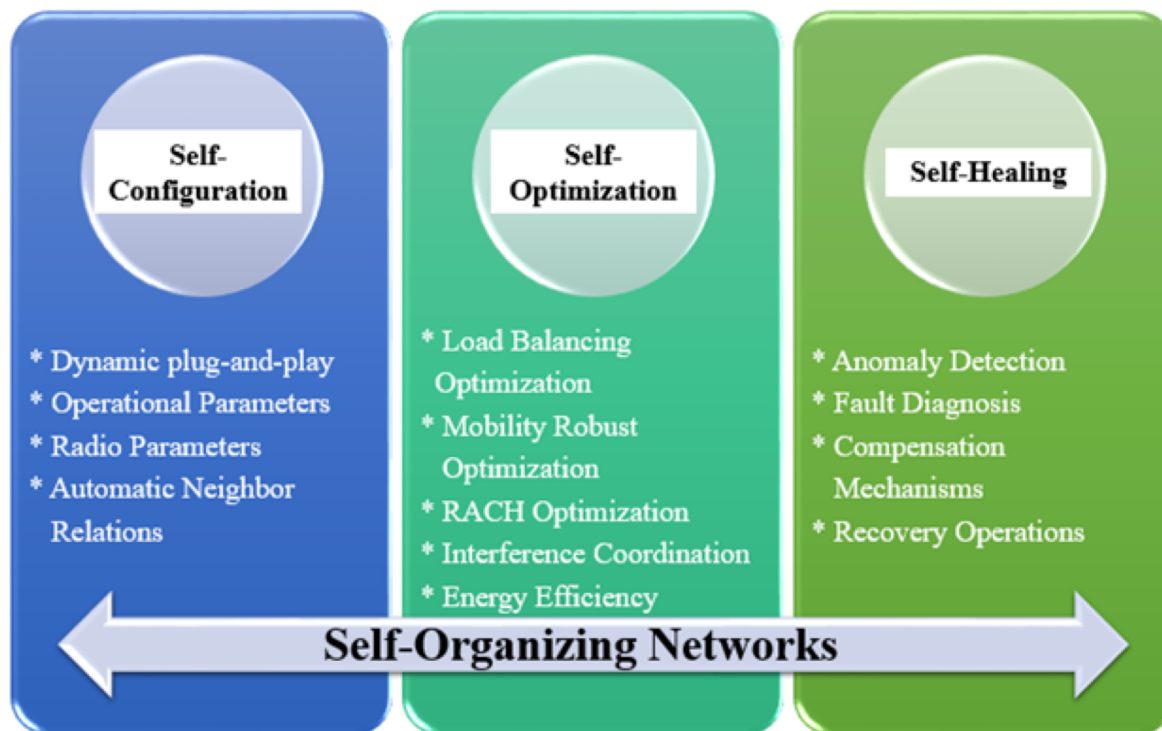 Self-
Configuration
* Dynamic plug-and-play
* Operational Parameters
* Radio Parameters
* Automatic Neighbor
Relations
Self-
Optimization
* Load Balancing
Optimization
* Mobility Robust
Optimization
* RACH Optimization
* Interference Coordination
* Energy Efficiency
Self-Healing
* Anomaly Detection
* Fault Diagnosis
* Compensation
Mechanisms
* Recovery Operations
Self-Organizing Networks